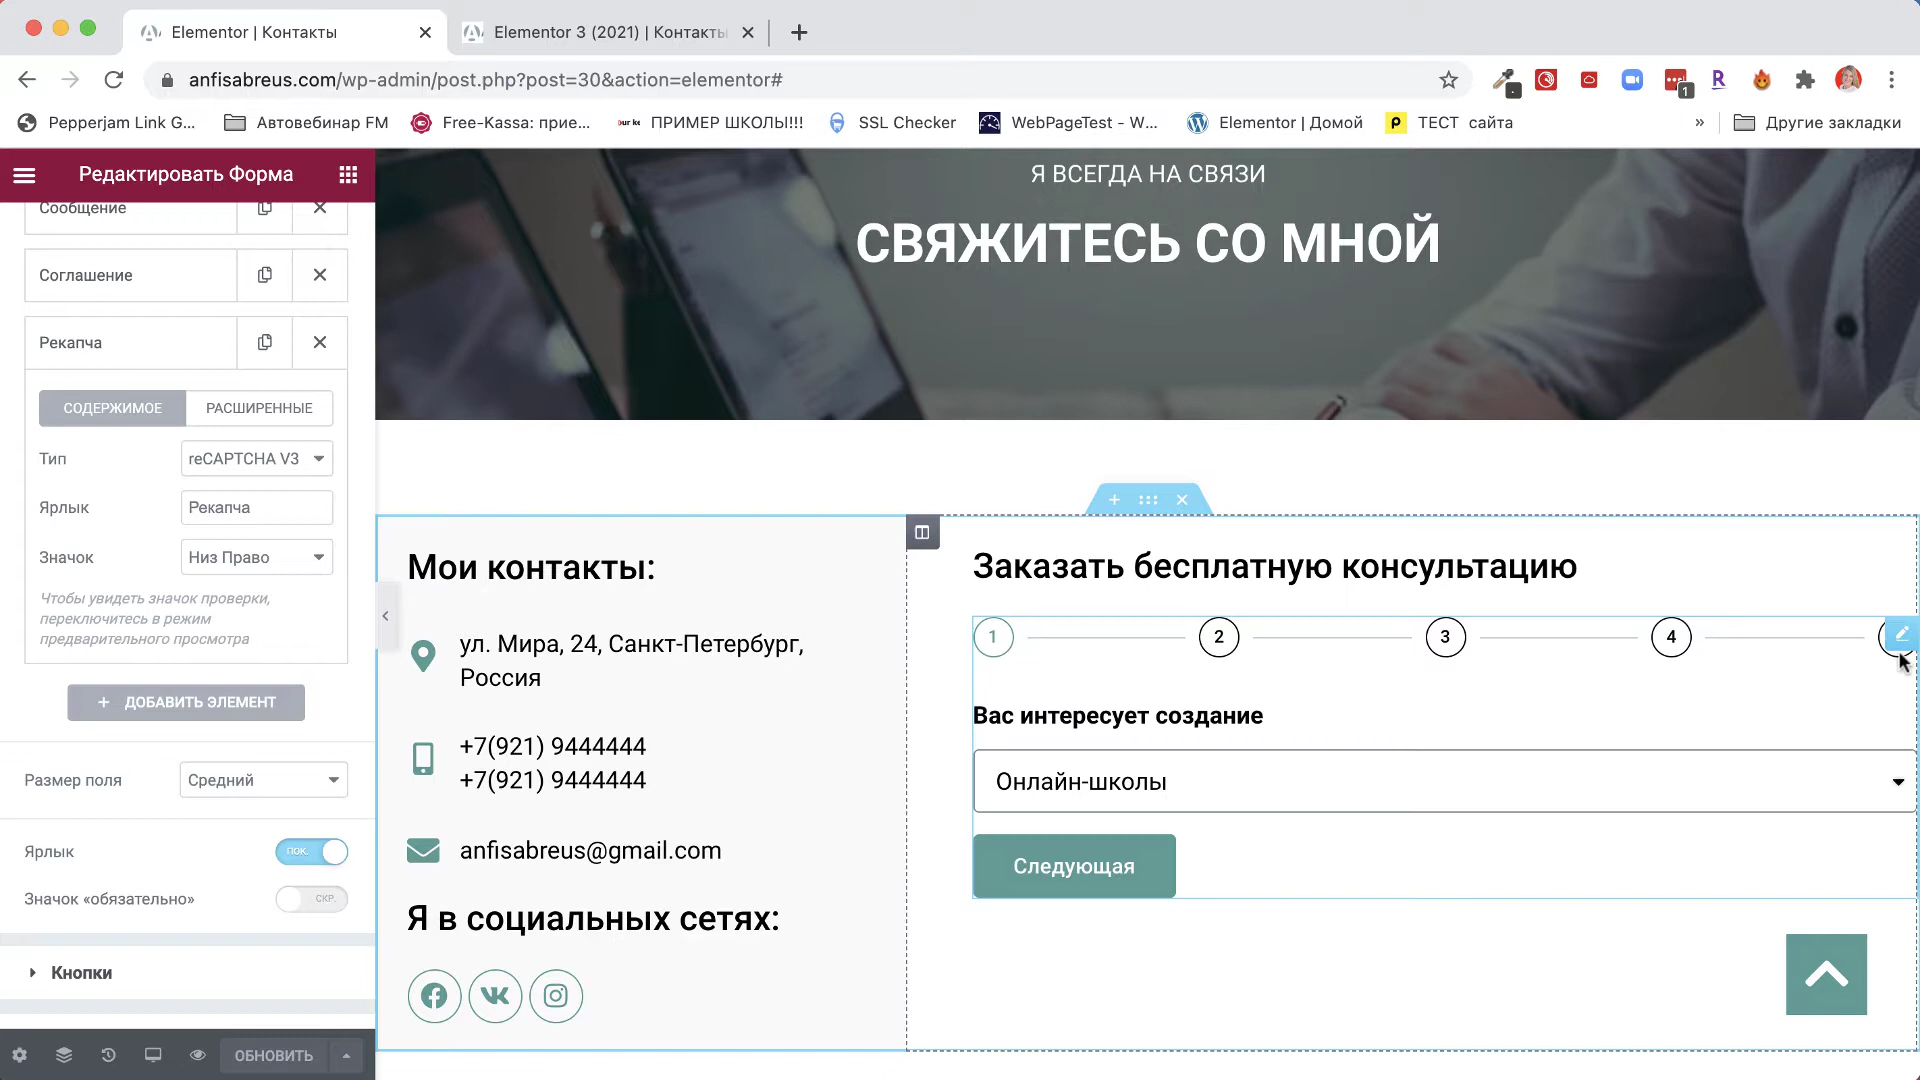 Elementor | Контакты
Elementor 3 (2021) | Контакты
anfisabreus.com/wp-admin/post.php?post=30&action=elementor#
1
Pepperjam Link G...
Автовебинар FM
Free-Kassa: прие...
ПРИМЕР ШКОЛЫ!!!
SSL Checker
WebPageTest - W...
Elementor | Домой
ТЕСТ сайта
»
Другие закладки
Редактировать Форма
Сообщение
Соглашение
Рекапча
СОДЕРЖИМОЕ
РАСШИРЕННЫЕ
Тип
reCAPTCHA V3
Ярлык
Рекапча
Значок
Низ Право
Чтобы увидеть значок проверки,
переключитесь в режим
предварительного просмотра
+ ДОБАВИТЬ ЭЛЕМЕНТ
Размер поля
Средний
Ярлык
ПОК.
Значок «обязательно»
СКР.
Кнопки
ОБНОВИТЬ
Я ВСЕГДА НА СВЯЗИ
СВЯЖИТЕСЬ СО МНОЙ
Мои контакты:
ул. Мира, 24, Санкт-Петербург,
Россия
+7(921) 9444444
+7(921) 9444444
anfisabreus@gmail.com
Я в социальных сетях:
Заказать бесплатную консультацию
1 2 3 4
Вас интересует создание
Онлайн-школы
Следующая